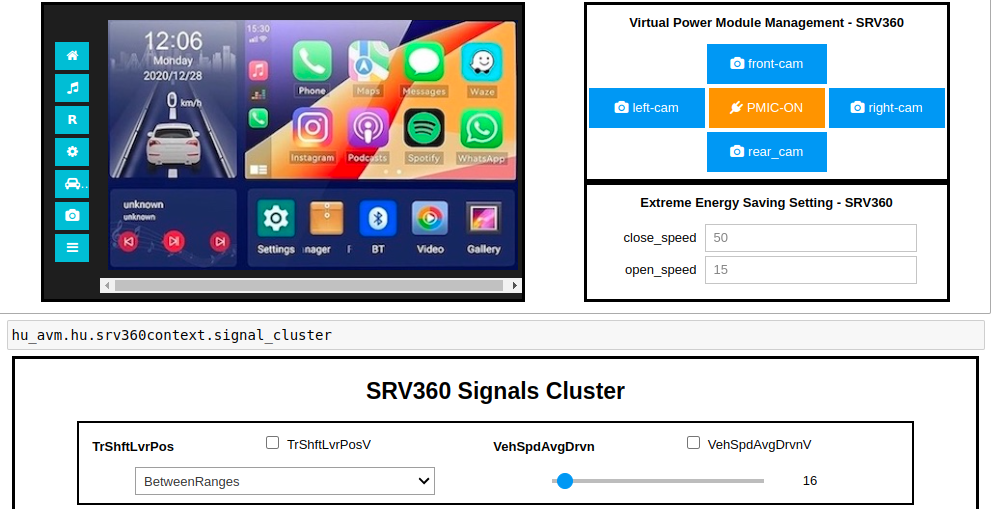 12:06
Monday
2020/12/28
0 km/h
15:30
Phone
Maps
Messages
Waze
Instagram
Podcasts
Spotify
WhatsApp
R
unknown
unknown
Settings
nager
F
BT
Video
Gallery
Virtual Power Module Management - SRV360
front-cam
left-cam
PMIC-ON
right-cam
rear_cam
Extreme Energy Saving Setting - SRV360
close_speed 50
open_speed 15
hu_avm.hu.srv360context.signal_cluster
SRV360 Signals Cluster
TrShftLvrPos TrShftLvrPosV VehSpdAvgDrvn VehSpdAvgDrvnV
BetweenRanges 16